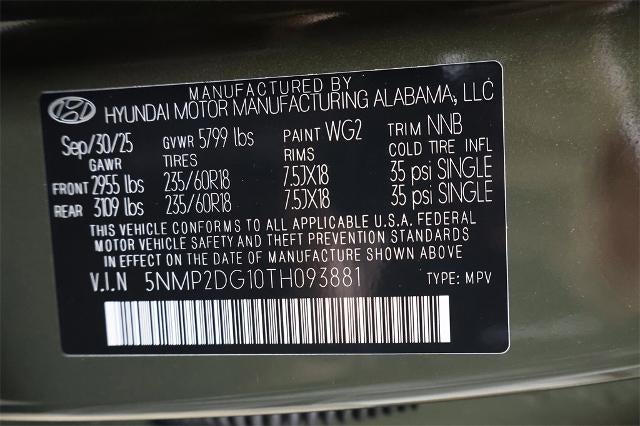 MANUFACTURED BY
HYUNDAI MOTOR MANUFACTURING ALABAMA, LLC
Sep/30/25 GVWR 5799 lbs PAINT WG2 TRIM NNB
GAWR TIRES RIMS COLD TIRE INFL
FRONT 2955 lbs 235/60R18 7.5JX18 35 psi SINGLE
REAR 3109 lbs 235/60R18 7.5JX18 35 psi SINGLE
THIS VEHICLE CONFORMS TO ALL APPLICABLE U.S.A. FEDERAL
MOTOR VEHICLE SAFETY AND THEFT PREVENTION STANDARDS
IN EFFECT ON THE DATE OF MANUFACTURE SHOWN ABOVE
V.I.N 5NMP2DG10TH093881 TYPE: MPV